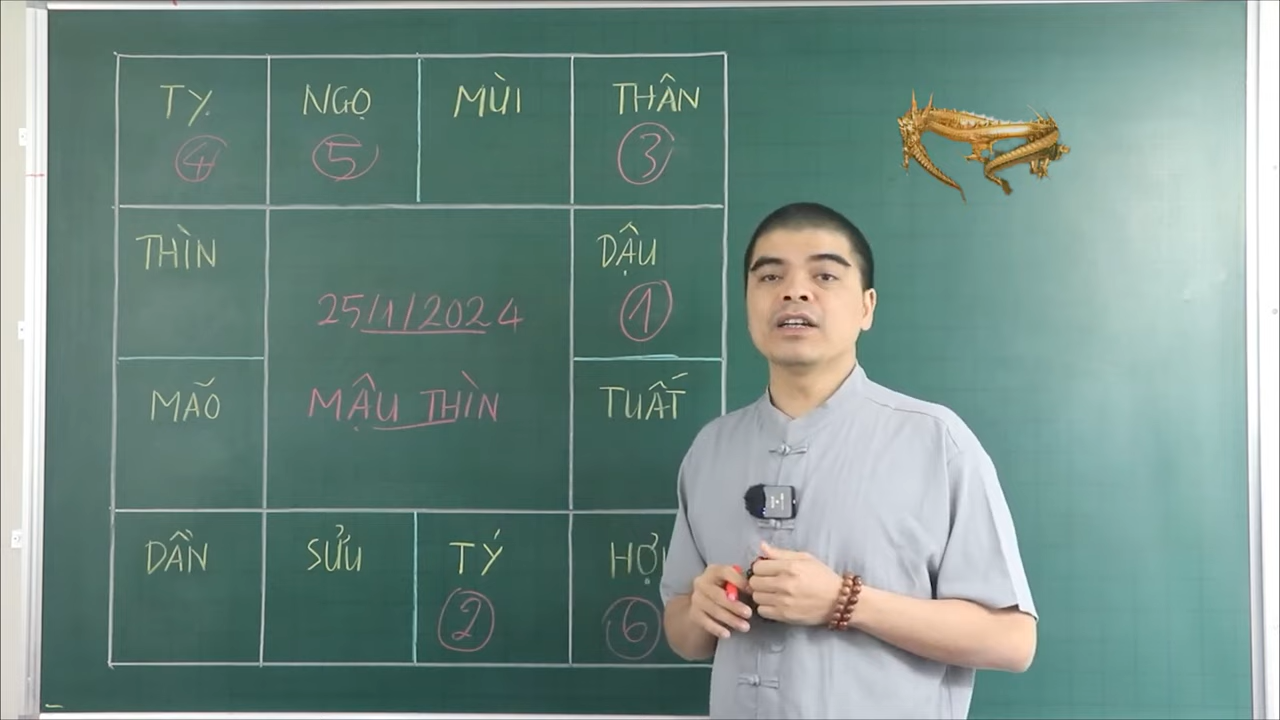 TỴ NGỌ MÙI THÂN
④ ⑤ ③
THÌN DẬU
25/1/2024 ①
MÃO MẬU THÌN TUẤT
DẦN SỬU TÝ HỢI
② ⑥